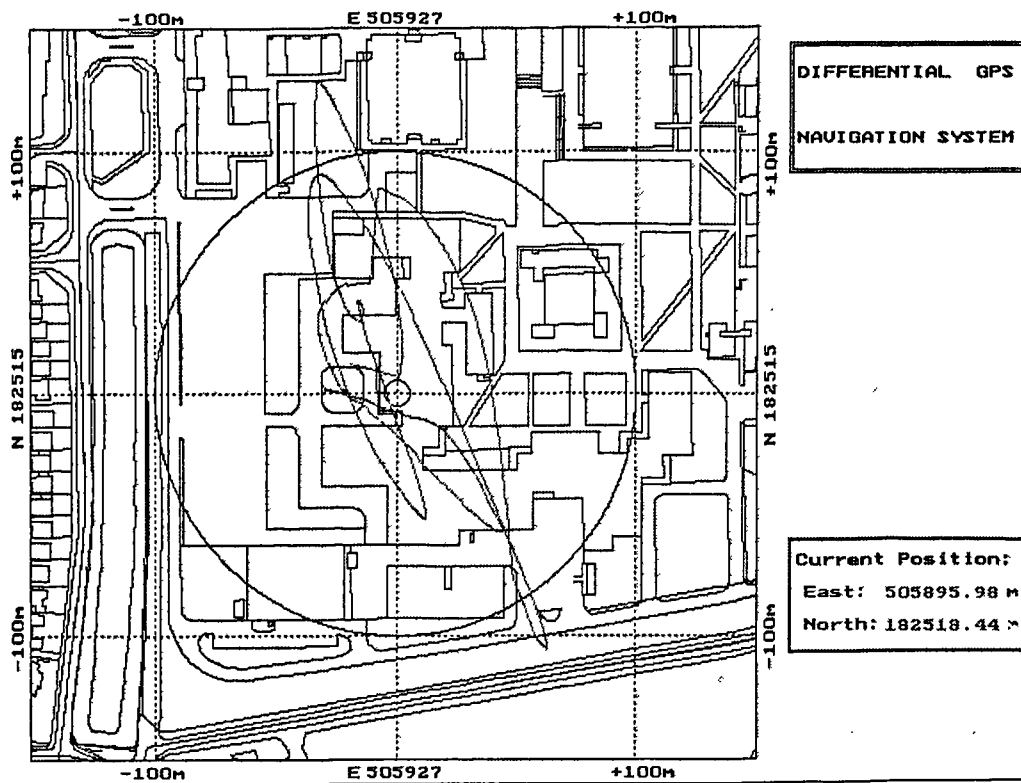 -100m E 505927 +100m
DIFFERENTIAL GPS
NAVIGATION SYSTEM
+100m +100m
N 182515 N 182515
Current Position:
East: 505895.98 m
North: 182518.44 m
-100m -100m
-100m E 505927 +100m